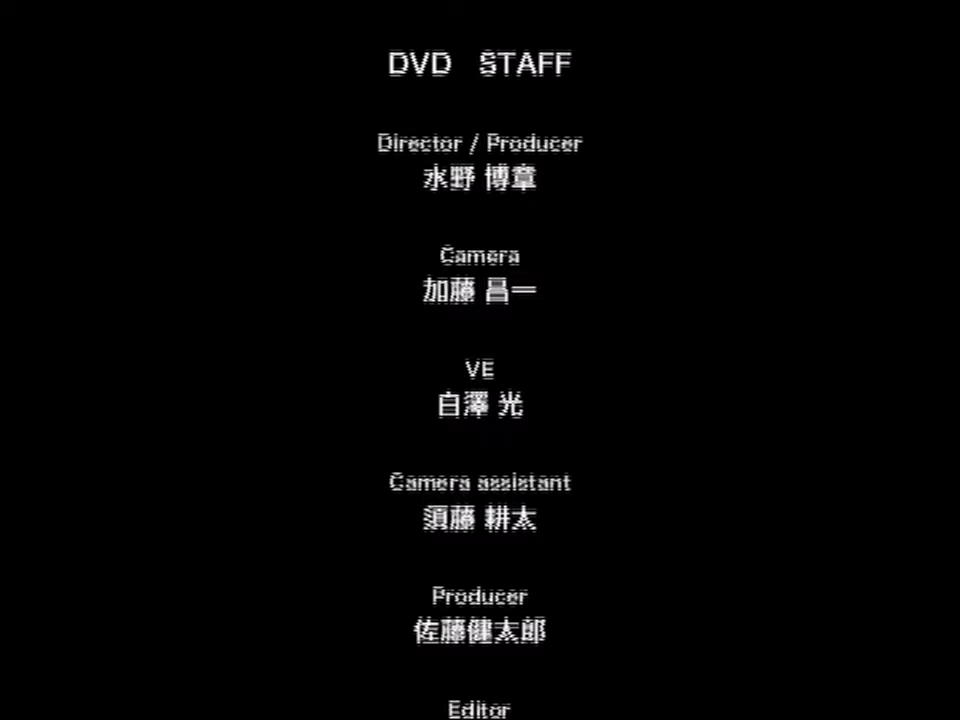 DVD STAFF
Director / Producer
水野 博章
Camera
加藤 昌一
VE
白澤 光
Camera assistant
須藤 耕太
Producer
佐藤健太郎
Editor